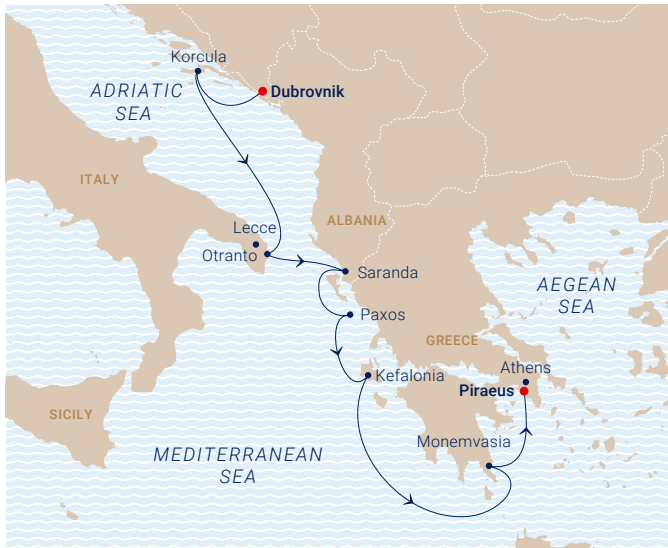 Korcula
ADRIATIC
SEA
Dubrovnik
ITALY
ALBANIA
Lecce
Otranto
Saranda
AEGEAN
SEA
Paxos
GREECE
Athens
Kefalonia
Piraeus
SICILY
Monemvasia
MEDITERRANEAN
SEA